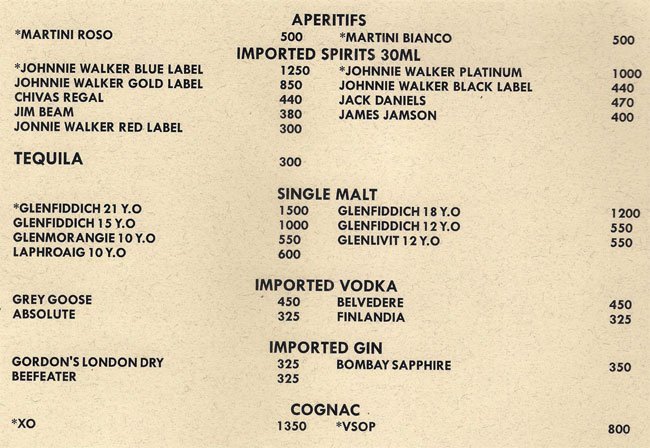 APERITIFS
*MARTINI ROSO 500 *MARTINI BIANCO 500
IMPORTED SPIRITS 30ML
*JOHNNIE WALKER BLUE LABEL 1250 *JOHNNIE WALKER PLATINUM 1000
JOHNNIE WALKER GOLD LABEL 850 JOHNNIE WALKER BLACK LABEL 440
CHIVAS REGAL 440 JACK DANIELS 470
JIM BEAM 380 JAMES JAMSON 400
JONNIE WALKER RED LABEL 300
TEQUILA 300
SINGLE MALT
*GLENFIDDICH 21 Y.O 1500 GLENFIDDICH 18 Y.O 1200
GLENFIDDICH 15 Y.O 1000 GLENFIDDICH 12 Y.O 550
GLENMORANGIE 10 Y.O 550 GLENLIVIT 12 Y.O 550
LAPHROAIG 10 Y.O 600
IMPORTED VODKA
GREY GOOSE 450 BELVEDERE 450
ABSOLUTE 325 FINLANDIA 325
IMPORTED GIN
GORDON'S LONDON DRY 325 BOMBAY SAPPHIRE 350
BEEFEATER 325
COGNAC
*XO 1350 *VSOP 800